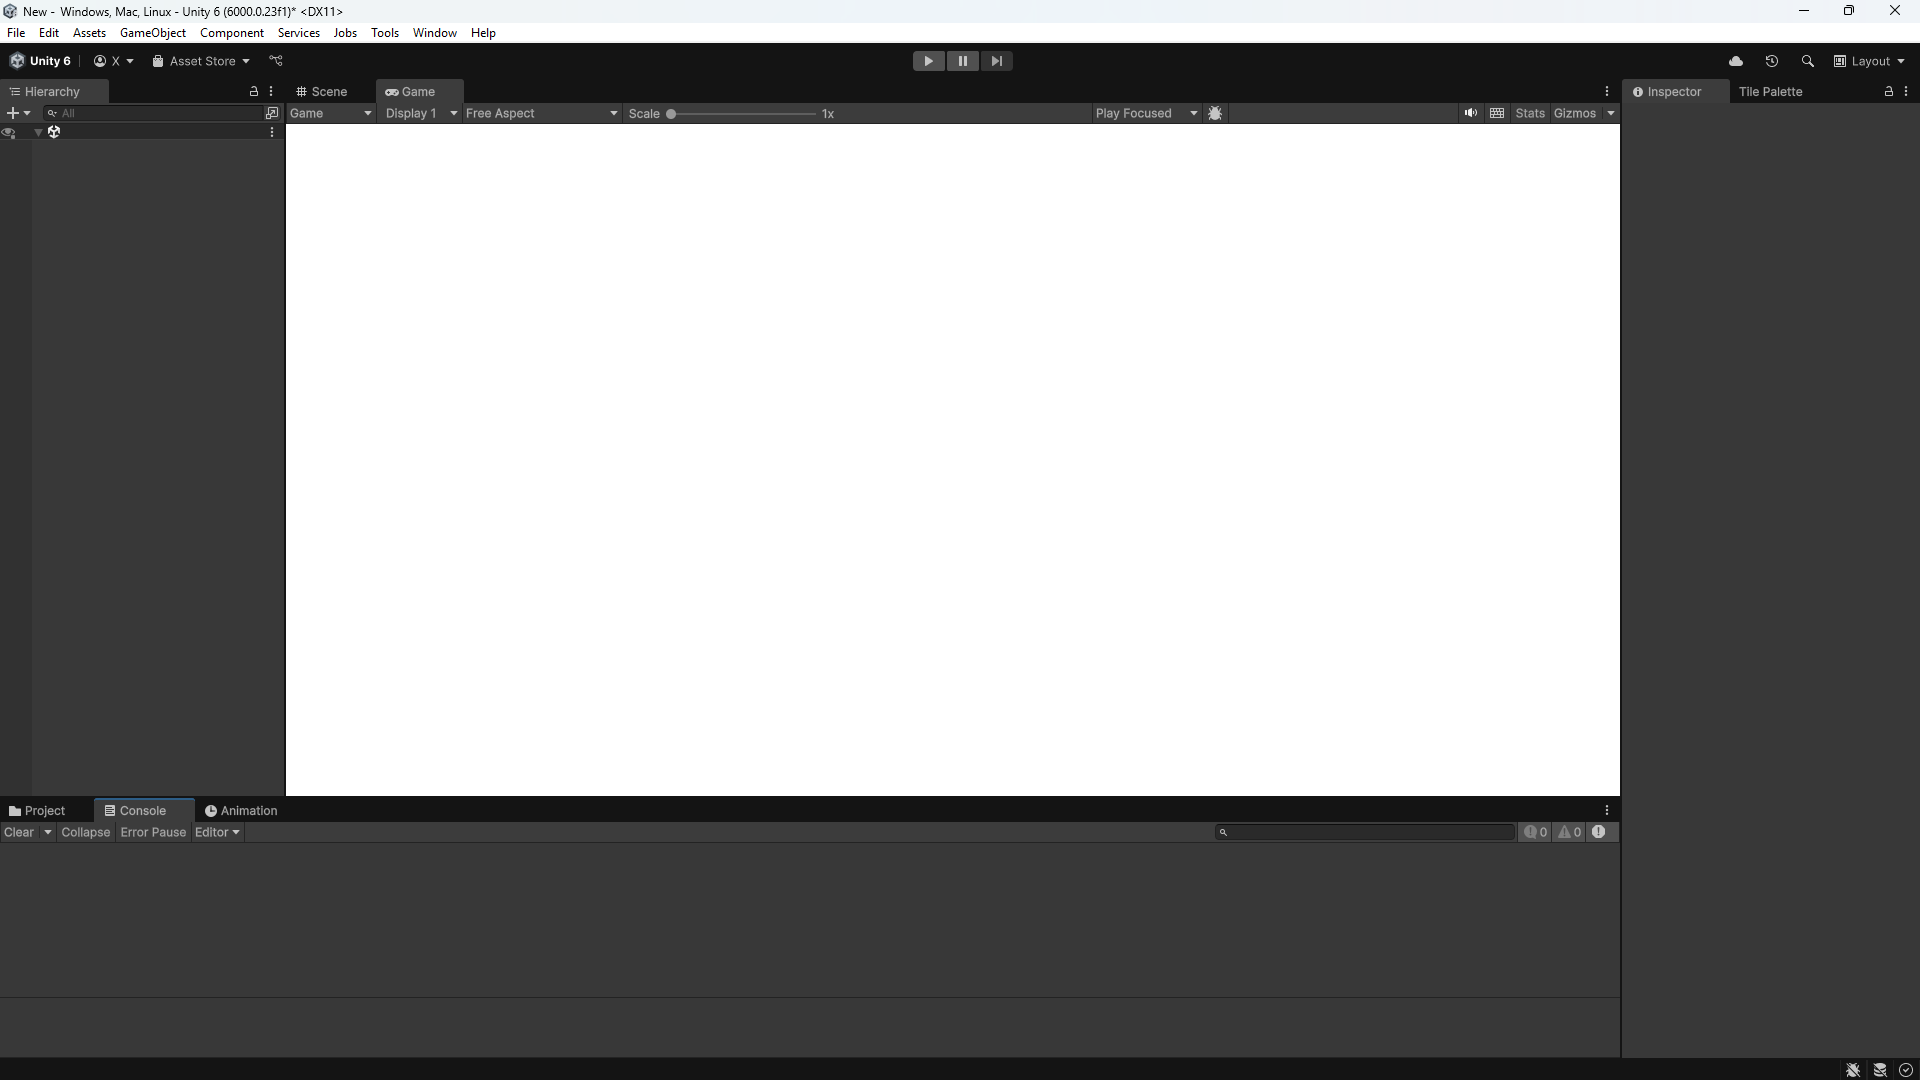 New - Windows, Mac, Linux - Unity 6 (6000.0.23f1)* <DX11>
File Edit Assets GameObject Component Services Jobs Tools Window Help
Unity 6 X Asset Store Layout
Hierarchy Scene Game Inspector Tile Palette
All Game Display 1 Free Aspect Scale 1x Play Focused Stats Gizmos
Project Console Animation
Clear Collapse Error Pause Editor 0 0